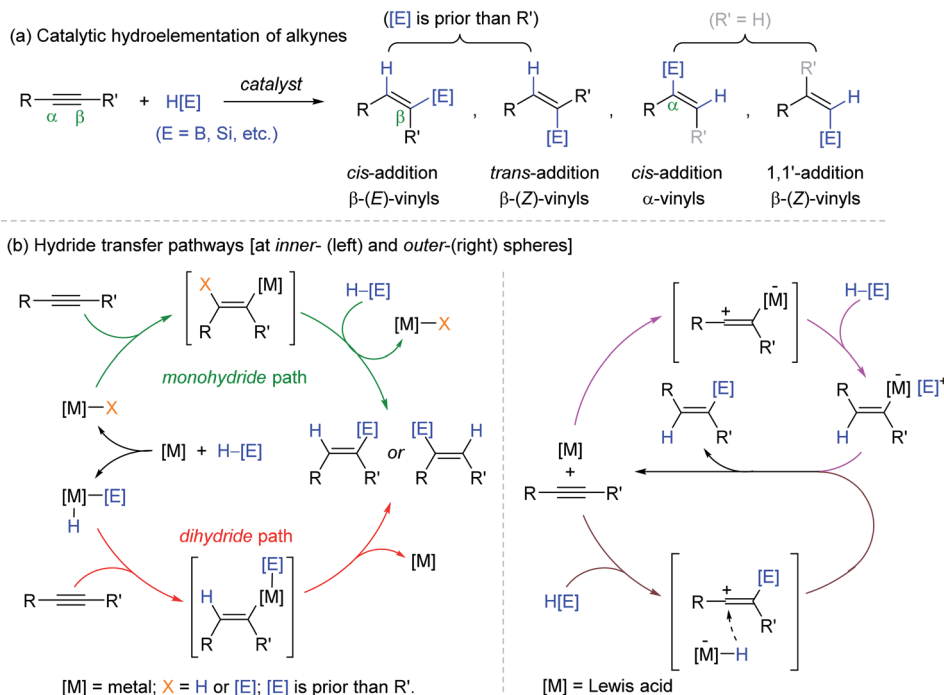 ([E] is prior than R')
(R' = H)
(a) Catalytic hydroelementation of alkynes
H
[E]
R
β
R'
H
R
R'
[E]
[E]
R
α
H
R'
R'
R
H
[E]
R
R'
α
β
+
H[E]
catalyst
(E = B, Si, etc.)
,
,
,
cis-addition
β-(E)-vinyls
trans-addition
β-(Z)-vinyls
cis-addition
α-vinyls
1,1'-addition
β-(Z)-vinyls
(b) Hydride transfer pathways [at inner- (left) and outer-(right) spheres]
R
R'
X
[M]
R
R'
H–[E]
[M]–X
monohydride path
[M]–X
[M] + H–[E]
[M]–[E]
H
H
[E]
R
R'
or
[E]
H
R
R'
dihydride path
R
R'
[E]
H
[M]
R
R'
[M]
[M] = metal; X = H or [E]; [E] is prior than R'.
R
+
[M]
-
R'
H–[E]
R
[E]
H
R'
R
[M]
-
[E]+
H
R'
[M]
+
R
R'
H[E]
R
+
[E]
R'
[M]
-
–H
[M] = Lewis acid